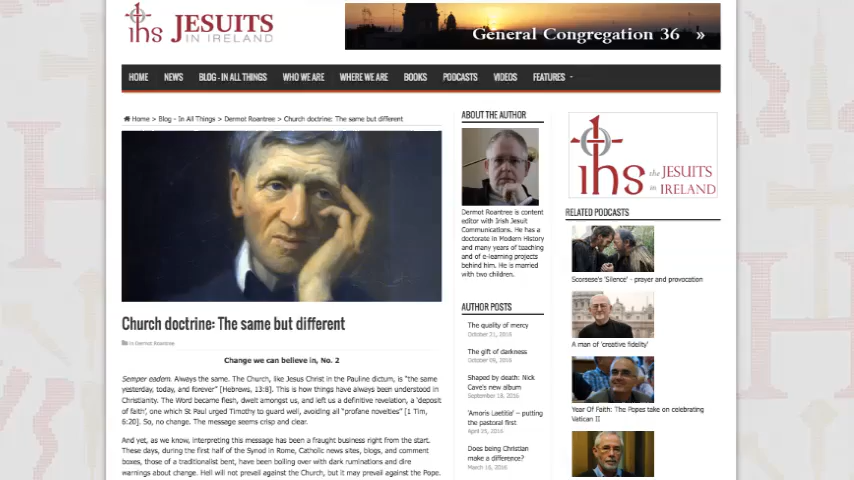 ihs JESUITS
IN IRELAND
General Congregation 36 »
HOME NEWS BLOG - IN ALL THINGS WHO WE ARE WHERE WE ARE BOOKS PODCASTS VIDEOS FEATURES
Home > Blog - In All Things > Dermot Roantree > Church doctrine: The same but different
Church doctrine: The same but different
in Dermot Roantree
Change we can believe in, No. 2
Semper eadem. Always the same. The Church, like Jesus Christ in the Pauline dictum, is "the same
yesterday, today, and forever" [Hebrews, 13:8]. This is how things have always been understood in
Christianity. The Word became flesh, dwelt amongst us, and left us a definitive revelation, a 'deposit
of faith', one which St Paul urged Timothy to guard well, avoiding all "profane novelties" [1 Tim,
6:20]. So, no change. The message seems crisp and clear.
And yet, as we know, interpreting this message has been a fraught business right from the start.
These days, during the first half of the Synod in Rome, Catholic news sites, blogs, and comment
boxes, those of a traditionalist bent, have been boiling over with dark ruminations and dire
warnings about change. Hell will not prevail against the Church, but it may prevail against the Pope.
ABOUT THE AUTHOR
Dermot Roantree is content
editor with Irish Jesuit
Communications. He has a
doctorate in Modern History
and many years of teaching
and of e-learning projects
behind him. He is married
with two children.
AUTHOR POSTS
The quality of mercy
October 21, 2016
The gift of darkness
October 09, 2016
Shaped by death: Nick
Cave's new album
September 18, 2016
'Amoris Laetitia' – putting
the pastoral first
April 25, 2016
Does being Christian
make a difference?
March 16, 2016
ihs the JESUITS
in IRELAND
RELATED PODCASTS
Scorsese's 'Silence' - prayer and provocation
A man of 'creative fidelity'
Year Of Faith: The Popes take on celebrating
Vatican II